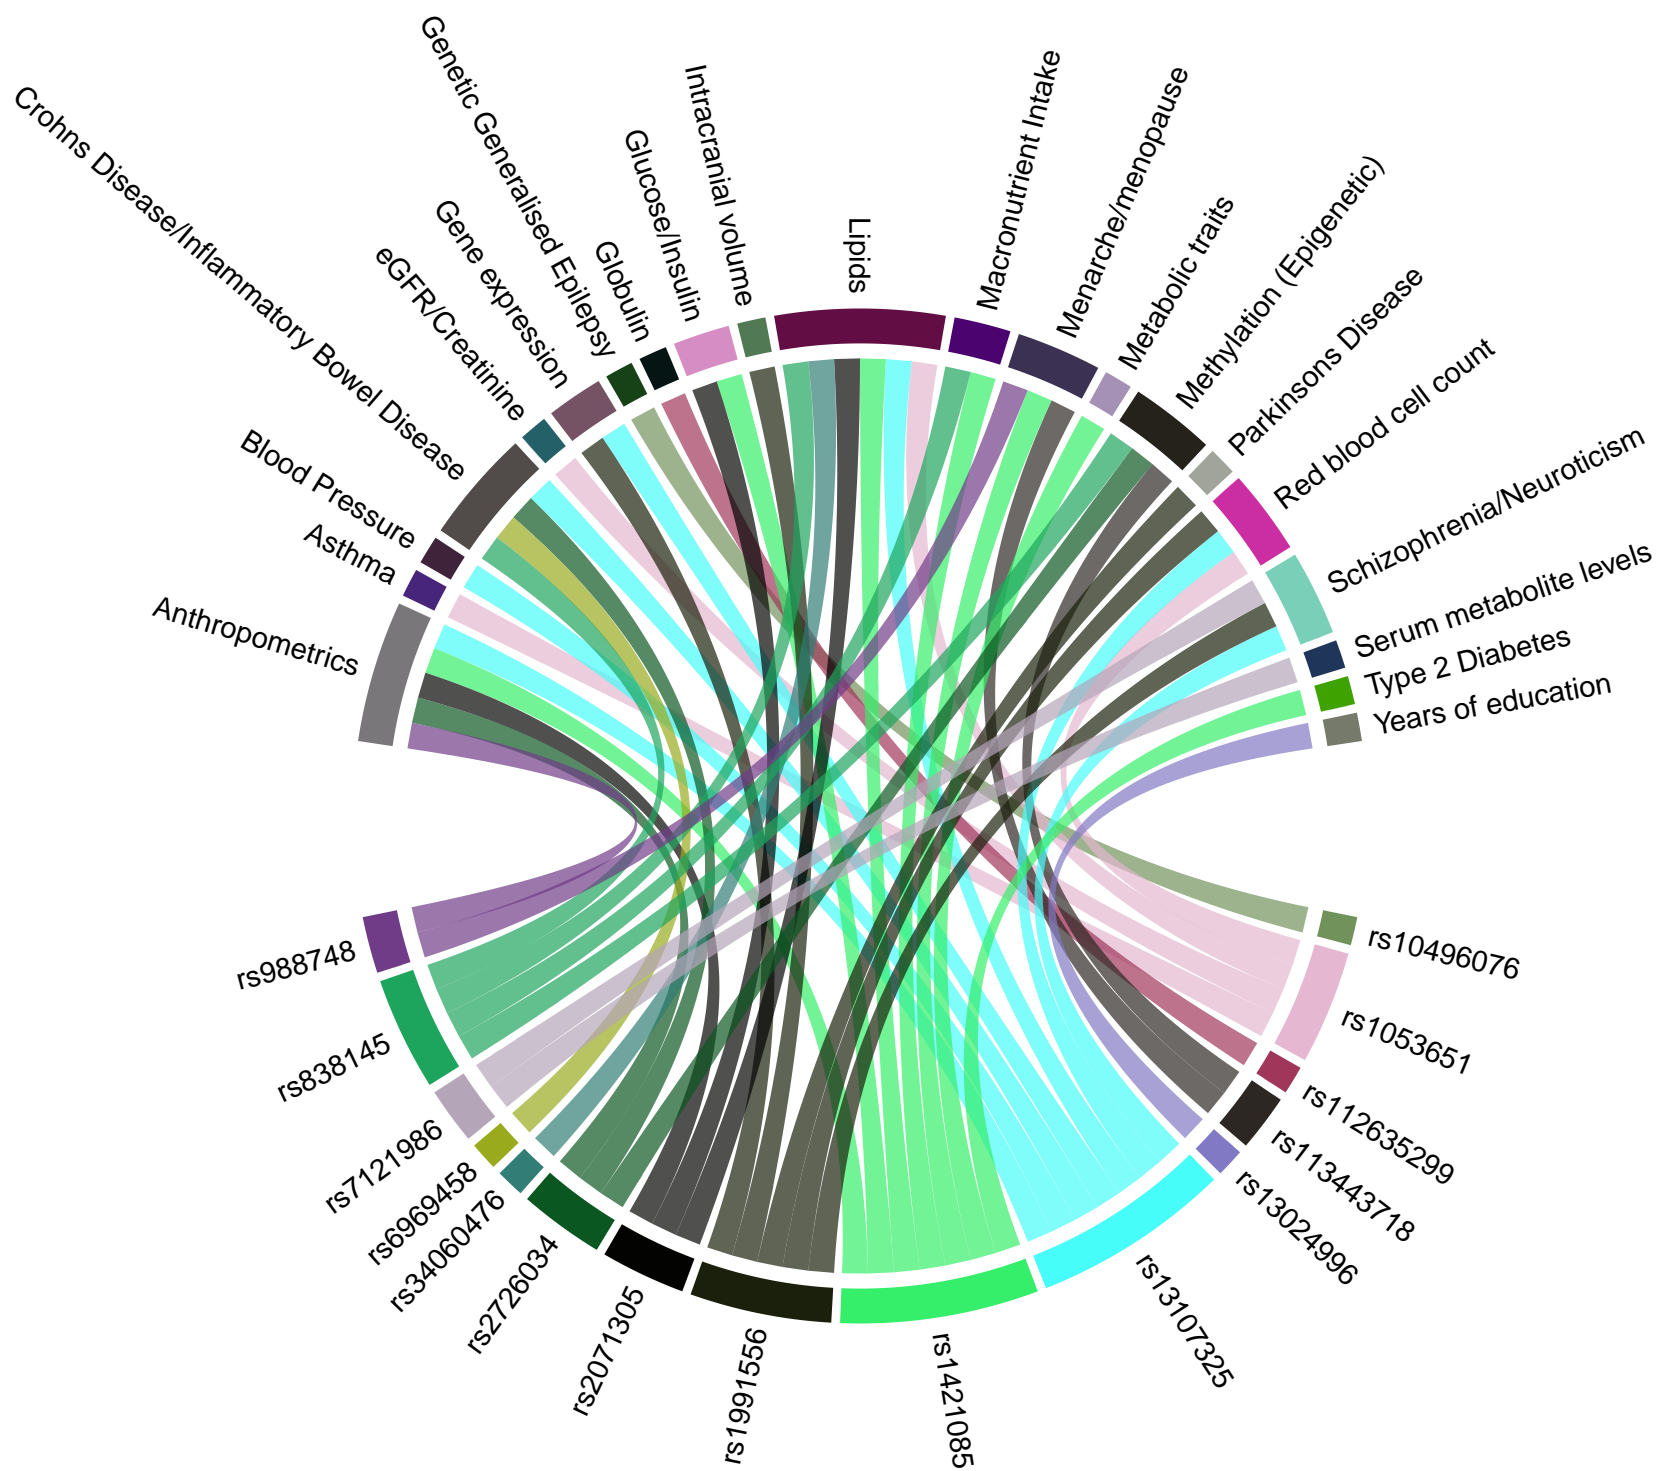 Anthropometrics
Asthma
Blood Pressure
Crohns Disease/Inflammatory Bowel Disease
eGFR/Creatinine
Gene expression
Genetic Generalised Epilepsy
Globulin
Glucose/Insulin
Intracranial volume
Lipids
Macronutrient Intake
Menarche/menopause
Metabolic traits
Methylation (Epigenetic)
Parkinsons Disease
Red blood cell count
Schizophrenia/Neuroticism
Serum metabolite levels
Type 2 Diabetes
Years of education
rs10496076
rs1053651
rs112635299
rs113443718
rs13024996
rs13107325
rs1421085
rs1991556
rs2071305
rs2726034
rs34060476
rs6969458
rs7121986
rs838145
rs988748